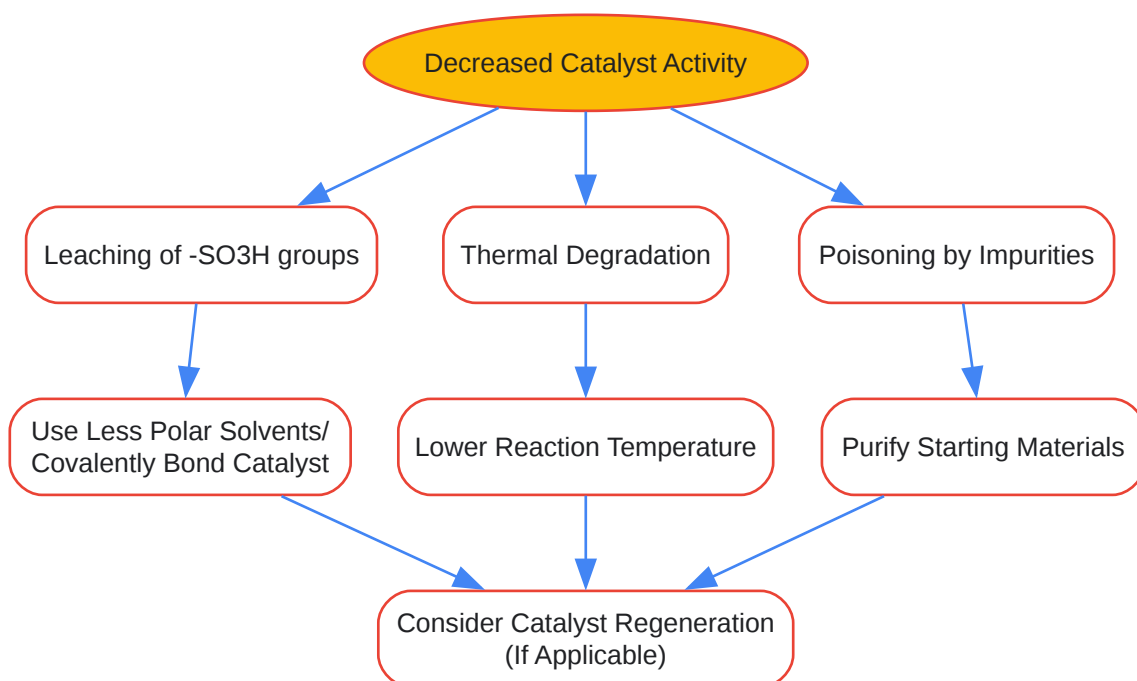 Decreased Catalyst Activity
Leaching of -SO3H groups
Thermal Degradation
Poisoning by Impurities
Use Less Polar Solvents/
Covalently Bond Catalyst
Lower Reaction Temperature
Purify Starting Materials
Consider Catalyst Regeneration
(If Applicable)